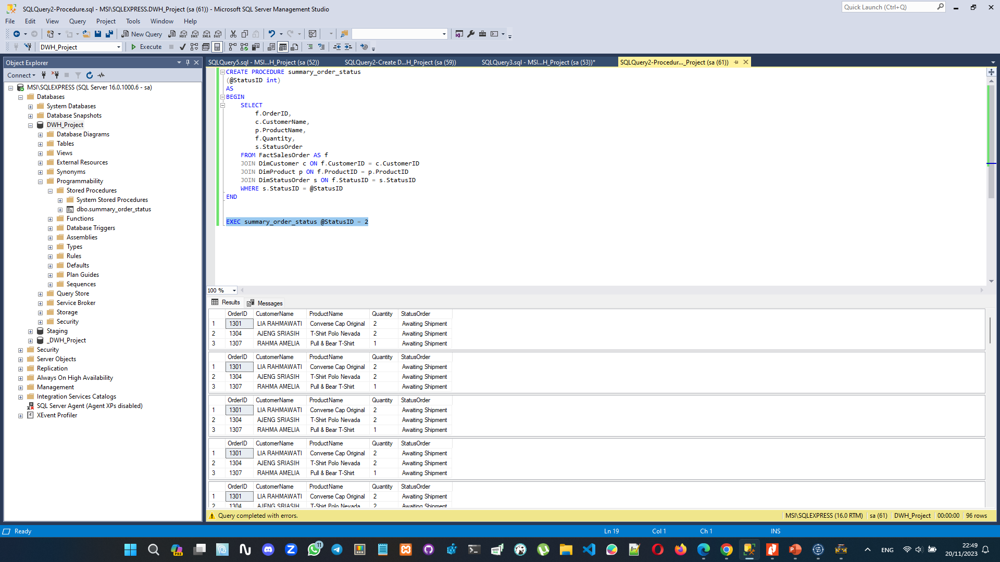 SQLQuery2-Procedure.sql - MSI\SQLEXPRESS.DWH_Project (sa (61)) - Microsoft SQL Server Management Studio
Quick Launch (Ctrl+Q)
File Edit View Query Project Tools Window Help
New Query
MDX DMX XMLA DAX
DWH_Project
Execute
Object Explorer
Connect
MSI\SQLEXPRESS (SQL Server 16.0.1000.6 - sa)
Databases
System Databases
Database Snapshots
DWH_Project
Database Diagrams
Tables
Views
External Resources
Synonyms
Programmability
Stored Procedures
System Stored Procedures
dbo.summary_order_status
Functions
Database Triggers
Assemblies
Types
Rules
Defaults
Plan Guides
Sequences
Query Store
Service Broker
Storage
Security
Staging
_DWH_Project
Security
Server Objects
Replication
Always On High Availability
Management
Integration Services Catalogs
SQL Server Agent (Agent XPs disabled)
XEvent Profiler
SQLQuery5.sql - MSI...H_Project (sa (52))
SQLQuery2-Create D...H_Project (sa (59))
SQLQuery3.sql - MSI...H_Project (sa (53))*
SQLQuery2-Procedur..._Project (sa (61))
CREATE PROCEDURE summary_order_status
(@StatusID int)
AS
BEGIN
SELECT
f.OrderID,
c.CustomerName,
p.ProductName,
f.Quantity,
s.StatusOrder
FROM FactSalesOrder AS f
JOIN DimCustomer c ON f.CustomerID = c.CustomerID
JOIN DimProduct p ON f.ProductID = p.ProductID
JOIN DimStatusOrder s ON f.StatusID = s.StatusID
WHERE s.StatusID = @StatusID
END
EXEC summary_order_status @StatusID = 2
100 %
Results Messages
OrderID CustomerName ProductName Quantity StatusOrder
1 1301 LIA RAHMAWATI Converse Cap Original 2 Awaiting Shipment
2 1304 AJENG SRIASIH T-Shirt Polo Nevada 2 Awaiting Shipment
3 1307 RAHMA AMELIA Pull & Bear T-Shirt 1 Awaiting Shipment
OrderID CustomerName ProductName Quantity StatusOrder
1 1301 LIA RAHMAWATI Converse Cap Original 2 Awaiting Shipment
2 1304 AJENG SRIASIH T-Shirt Polo Nevada 2 Awaiting Shipment
3 1307 RAHMA AMELIA Pull & Bear T-Shirt 1 Awaiting Shipment
OrderID CustomerName ProductName Quantity StatusOrder
1 1301 LIA RAHMAWATI Converse Cap Original 2 Awaiting Shipment
2 1304 AJENG SRIASIH T-Shirt Polo Nevada 2 Awaiting Shipment
3 1307 RAHMA AMELIA Pull & Bear T-Shirt 1 Awaiting Shipment
OrderID CustomerName ProductName Quantity StatusOrder
1 1301 LIA RAHMAWATI Converse Cap Original 2 Awaiting Shipment
2 1304 AJENG SRIASIH T-Shirt Polo Nevada 2 Awaiting Shipment
3 1307 RAHMA AMELIA Pull & Bear T-Shirt 1 Awaiting Shipment
OrderID CustomerName ProductName Quantity StatusOrder
1 1301 LIA RAHMAWATI Converse Cap Original 2 Awaiting Shipment
2 1304 AJENG SRIASIH T-Shirt Polo Nevada 2 Awaiting Shipment
Query completed with errors.
MSI\SQLEXPRESS (16.0 RTM) sa (61) DWH_Project 00:00:00 96 rows
Ready
Ln 19 Col 1 Ch 1 INS
PRE
11
ENG
22:49
20/11/2023